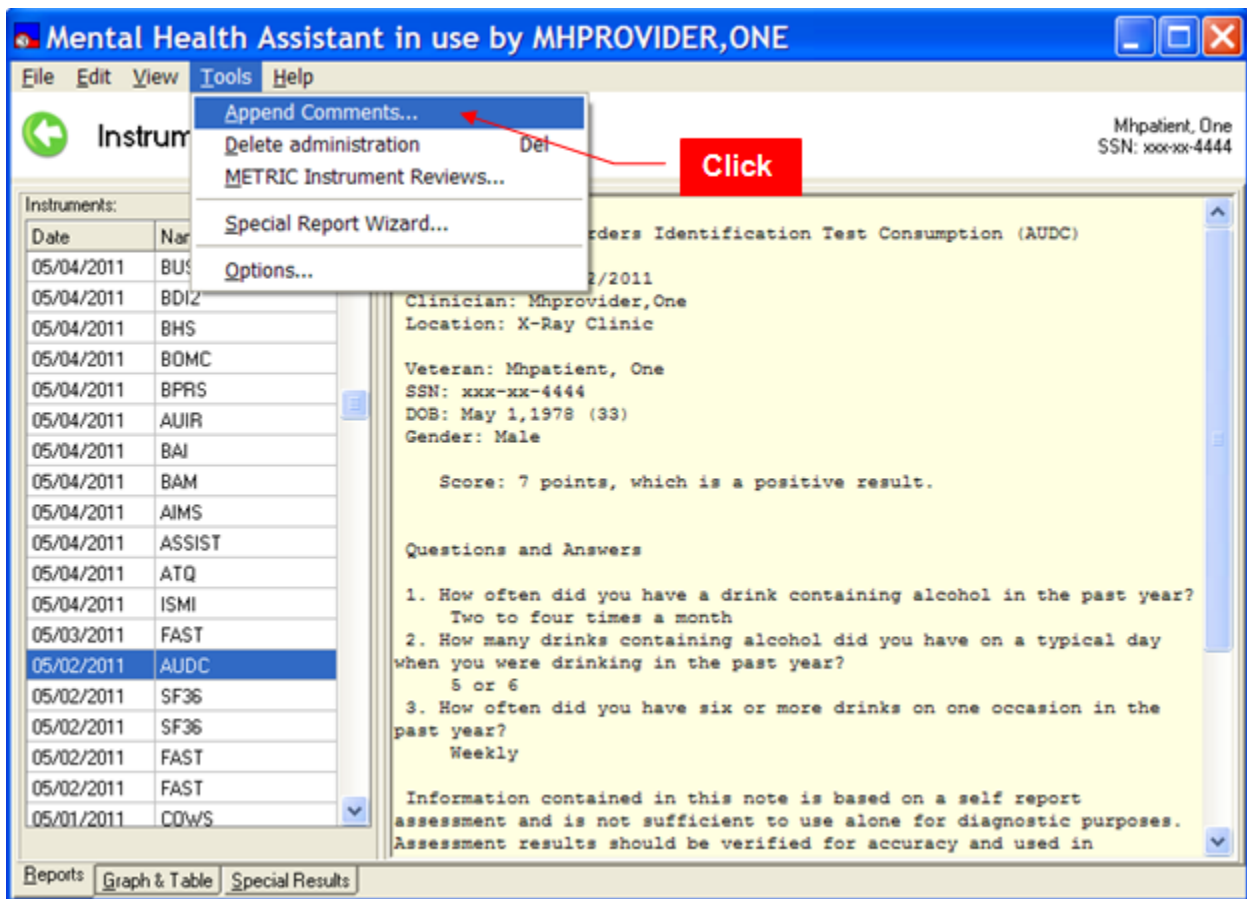 Mental Health Assistant in use by MHPROVIDER,ONE
File Edit View Tools Help
Append Comments...
Delete administration Del
METRIC Instrument Reviews...
Special Report Wizard...
Options...
Click
Instrum
Mhpatient, One
SSN: xxx-xx-4444
Instruments:
Date Nar
05/04/2011 BUS
05/04/2011 BDI2
05/04/2011 BHS
05/04/2011 BOMC
05/04/2011 BPRS
05/04/2011 AUIR
05/04/2011 BAI
05/04/2011 BAM
05/04/2011 AIMS
05/04/2011 ASSIST
05/04/2011 ATQ
05/04/2011 ISMI
05/03/2011 FAST
05/02/2011 AUDC
05/02/2011 SF36
05/02/2011 SF36
05/02/2011 FAST
05/02/2011 FAST
05/01/2011 COWS
rders Identification Test Consumption (AUDC)
2/2011
Clinician: Mhprovider,One
Location: X-Ray Clinic
Veteran: Mhpatient, One
SSN: xxx-xx-4444
DOB: May 1,1978 (33)
Gender: Male
Score: 7 points, which is a positive result.
Questions and Answers
1. How often did you have a drink containing alcohol in the past year?
Two to four times a month
2. How many drinks containing alcohol did you have on a typical day
when you were drinking in the past year?
5 or 6
3. How often did you have six or more drinks on one occasion in the
past year?
Weekly
Information contained in this note is based on a self report
assessment and is not sufficient to use alone for diagnostic purposes.
Assessment results should be verified for accuracy and used in
Reports Graph & Table Special Results